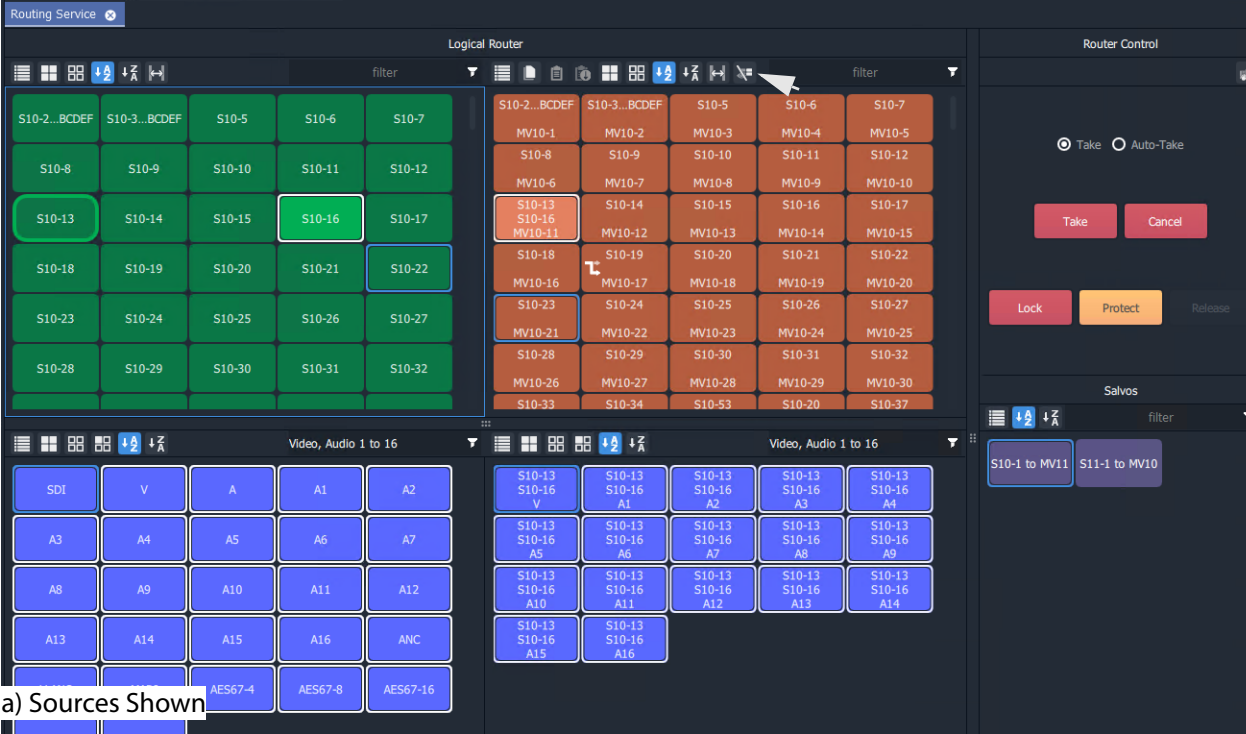 Routing Service
Logical Router
Router Control
filter
filter
S10-2...BCDEF S10-3...BCDEF S10-5 S10-6 S10-7
S10-8 S10-9 S10-10 S10-11 S10-12
S10-13 S10-14 S10-15 S10-16 S10-17
S10-18 S10-19 S10-20 S10-21 S10-22
S10-23 S10-24 S10-25 S10-26 S10-27
S10-28 S10-29 S10-30 S10-31 S10-32
S10-2...BCDEF S10-3...BCDEF S10-5 S10-6 S10-7
MV10-1 MV10-2 MV10-3 MV10-4 MV10-5
S10-8 S10-9 S10-10 S10-11 S10-12
MV10-6 MV10-7 MV10-8 MV10-9 MV10-10
S10-13 S10-14 S10-15 S10-16 S10-17
S10-16
MV10-11 MV10-12 MV10-13 MV10-14 MV10-15
S10-18 S10-19 S10-20 S10-21 S10-22
MV10-16 MV10-17 MV10-18 MV10-19 MV10-20
S10-23 S10-24 S10-25 S10-26 S10-27
MV10-21 MV10-22 MV10-23 MV10-24 MV10-25
S10-28 S10-29 S10-30 S10-31 S10-32
MV10-26 MV10-27 MV10-28 MV10-29 MV10-30
S10-33 S10-34 S10-53 S10-20 S10-37
Take Auto-Take
Take Cancel
Lock Protect Release
Salvos
filter
S10-1 to MV11 S11-1 to MV10
Video, Audio 1 to 16
SDI V A A1 A2
A3 A4 A5 A6 A7
A8 A9 A10 A11 A12
A13 A14 A15 A16 ANC
AES67-4 AES67-8 AES67-16
Video, Audio 1 to 16
S10-13 S10-13 S10-13 S10-13 S10-13
S10-16 S10-16 S10-16 S10-16 S10-16
V A1 A2 A3 A4
S10-13 S10-13 S10-13 S10-13 S10-13
S10-16 S10-16 S10-16 S10-16 S10-16
A5 A6 A7 A8 A9
S10-13 S10-13 S10-13 S10-13 S10-13
S10-16 S10-16 S10-16 S10-16 S10-16
A10 A11 A12 A13 A14
S10-13 S10-13
S10-16 S10-16
A15 A16
a) Sources Shown